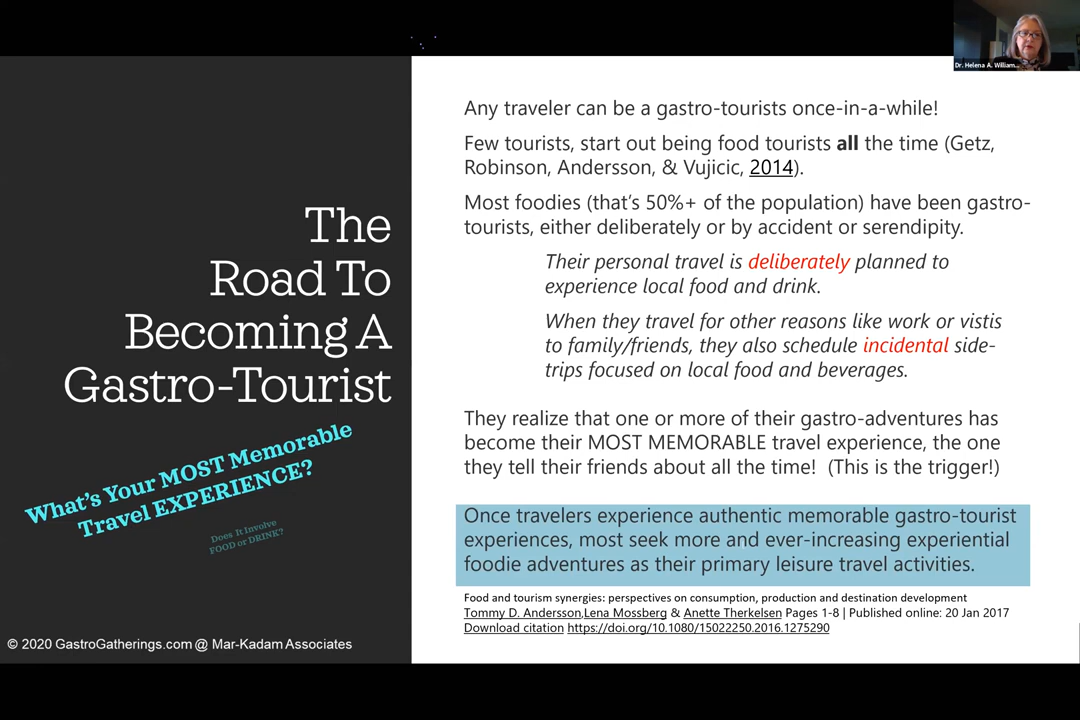 Dr. Helena A. William...
The
Road To
Becoming A
Gastro-Tourist
What's Your MOST Memorable
Travel EXPERIENCE?
Does It Involve
FOOD or DRINK?
© 2020 GastroGatherings.com @ Mar-Kadam Associates
Any traveler can be a gastro-tourists once-in-a-while!
Few tourists, start out being food tourists all the time (Getz,
Robinson, Andersson, & Vujicic, 2014).
Most foodies (that's 50%+ of the population) have been gastro-
tourists, either deliberately or by accident or serendipity.
Their personal travel is deliberately planned to
experience local food and drink.
When they travel for other reasons like work or vistis
to family/friends, they also schedule incidental side-
trips focused on local food and beverages.
They realize that one or more of their gastro-adventures has
become their MOST MEMORABLE travel experience, the one
they tell their friends about all the time! (This is the trigger!)
Once travelers experience authentic memorable gastro-tourist
experiences, most seek more and ever-increasing experiential
foodie adventures as their primary leisure travel activities.
Food and tourism synergies: perspectives on consumption, production and destination development
Tommy D. Andersson,Lena Mossberg & Anette Therkelsen Pages 1-8 | Published online: 20 Jan 2017
Download citation https://doi.org/10.1080/15022250.2016.1275290